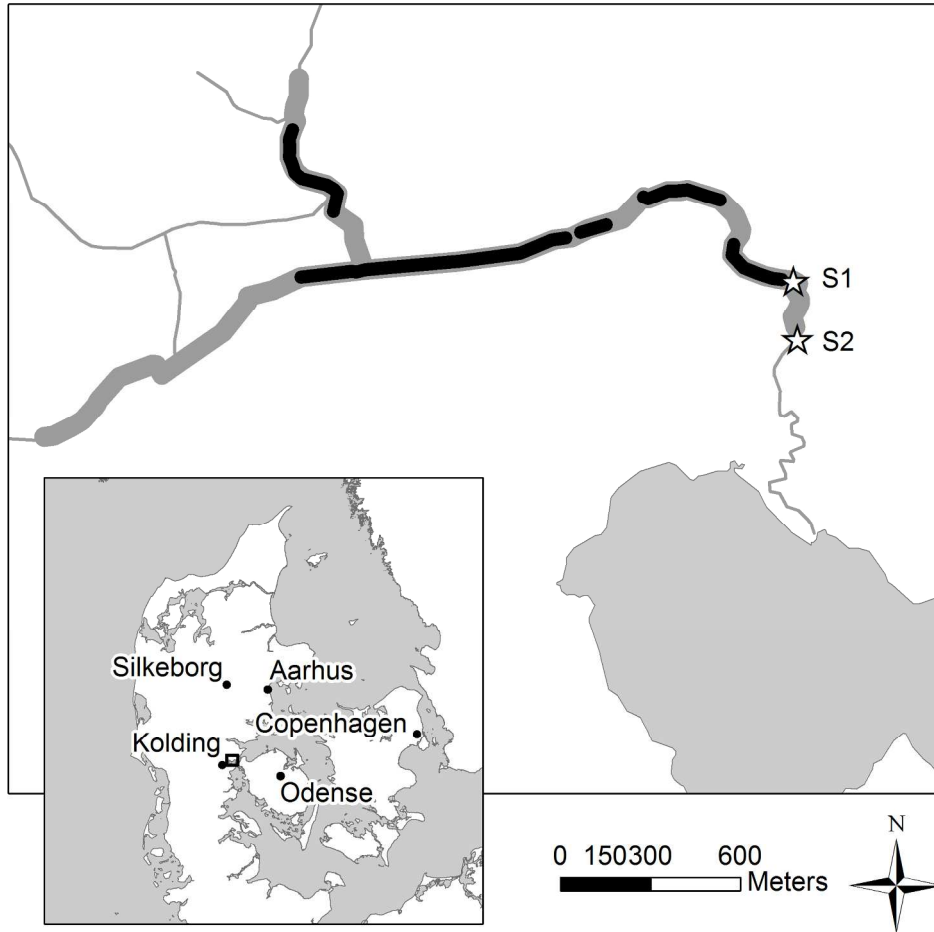 S1
S2
Silkeborg
Aarhus
Copenhagen
Kolding
Odense
N
0 150300 600
Meters